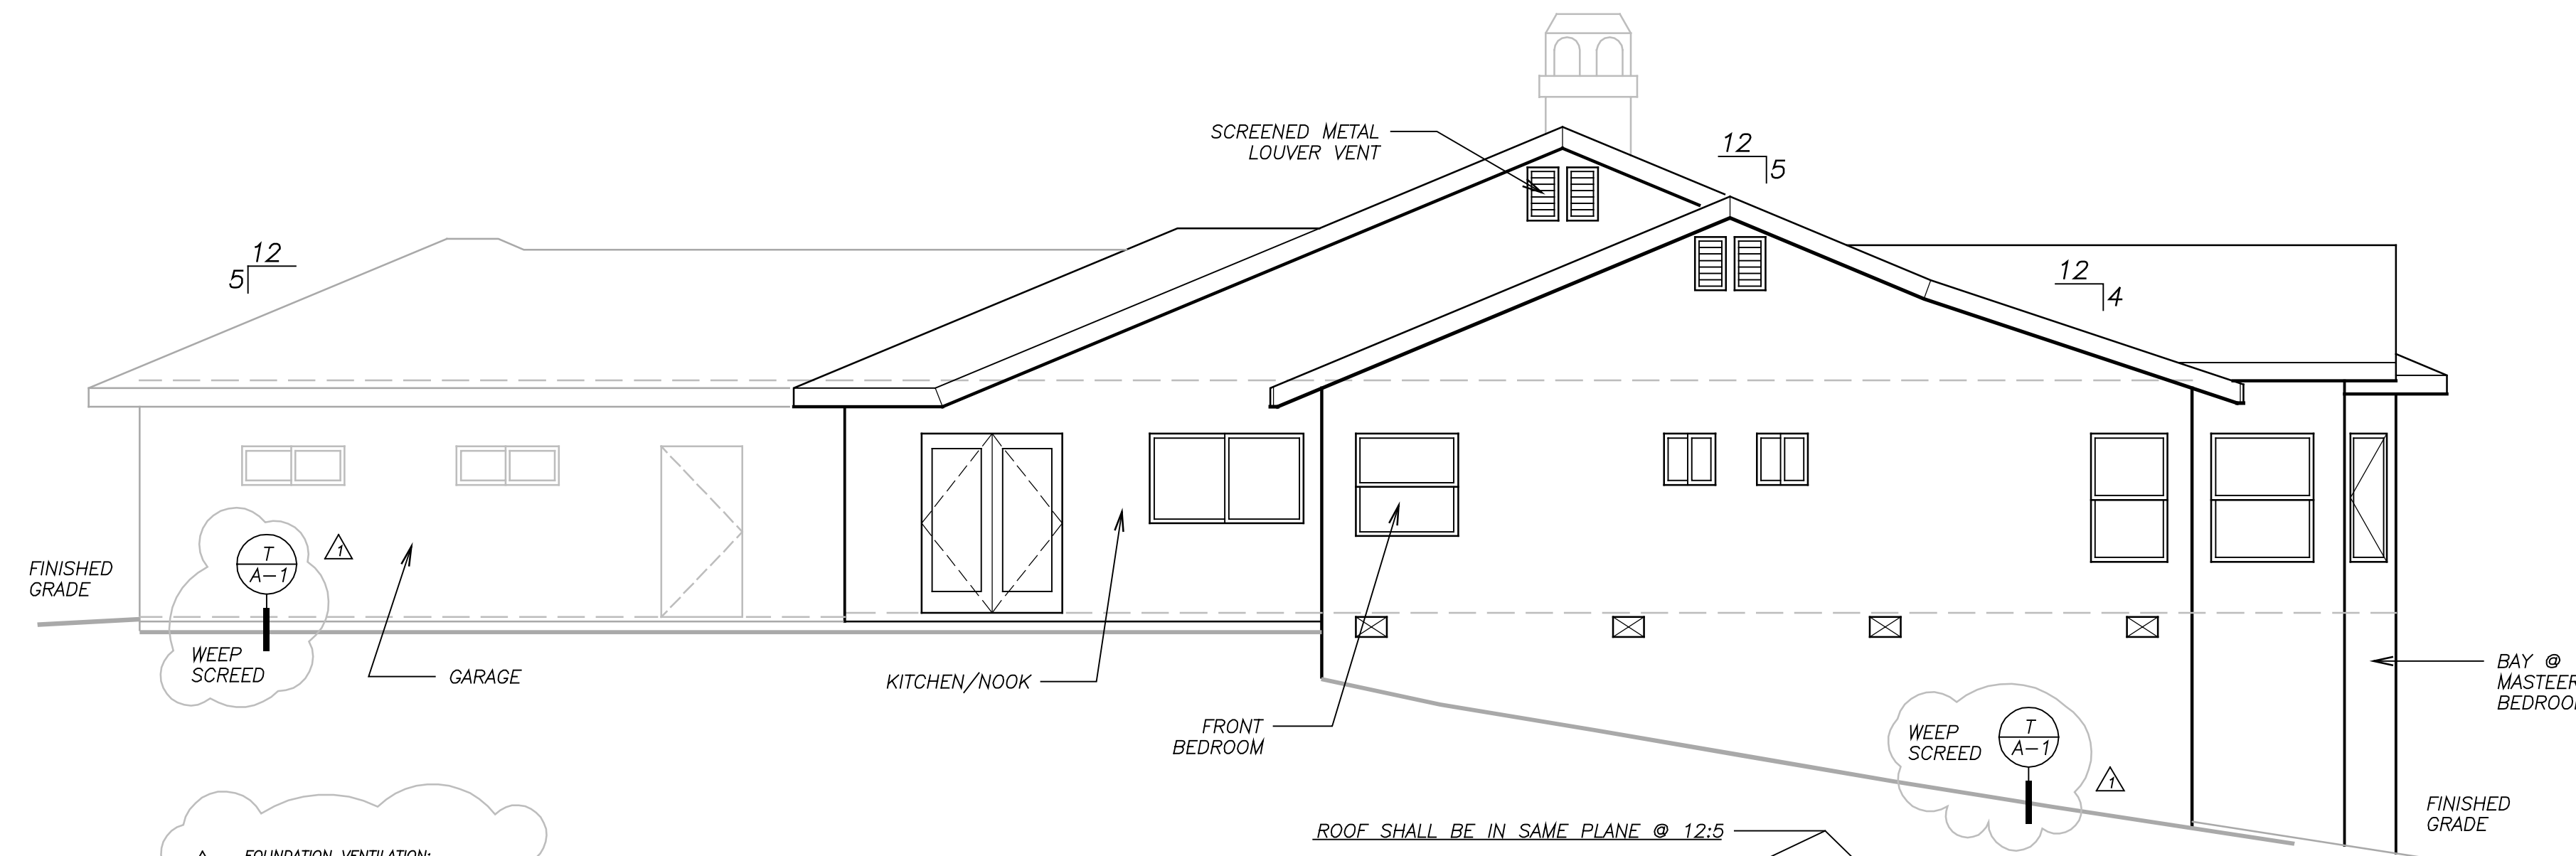 SCREENED METAL
LOUVER VENT
12
5
12
5
12
4
FINISHED
GRADE
T
A-1
1
WEEP
SCREED
GARAGE
KITCHEN/NOOK
FRONT
BEDROOM
BAY @
MASTEER
BEDROO
WEEP
SCREED
T
A-1
1
FINISHED
GRADE
ROOF SHALL BE IN SAME PLANE @ 12:5
FOUNDATION VENTILATION: